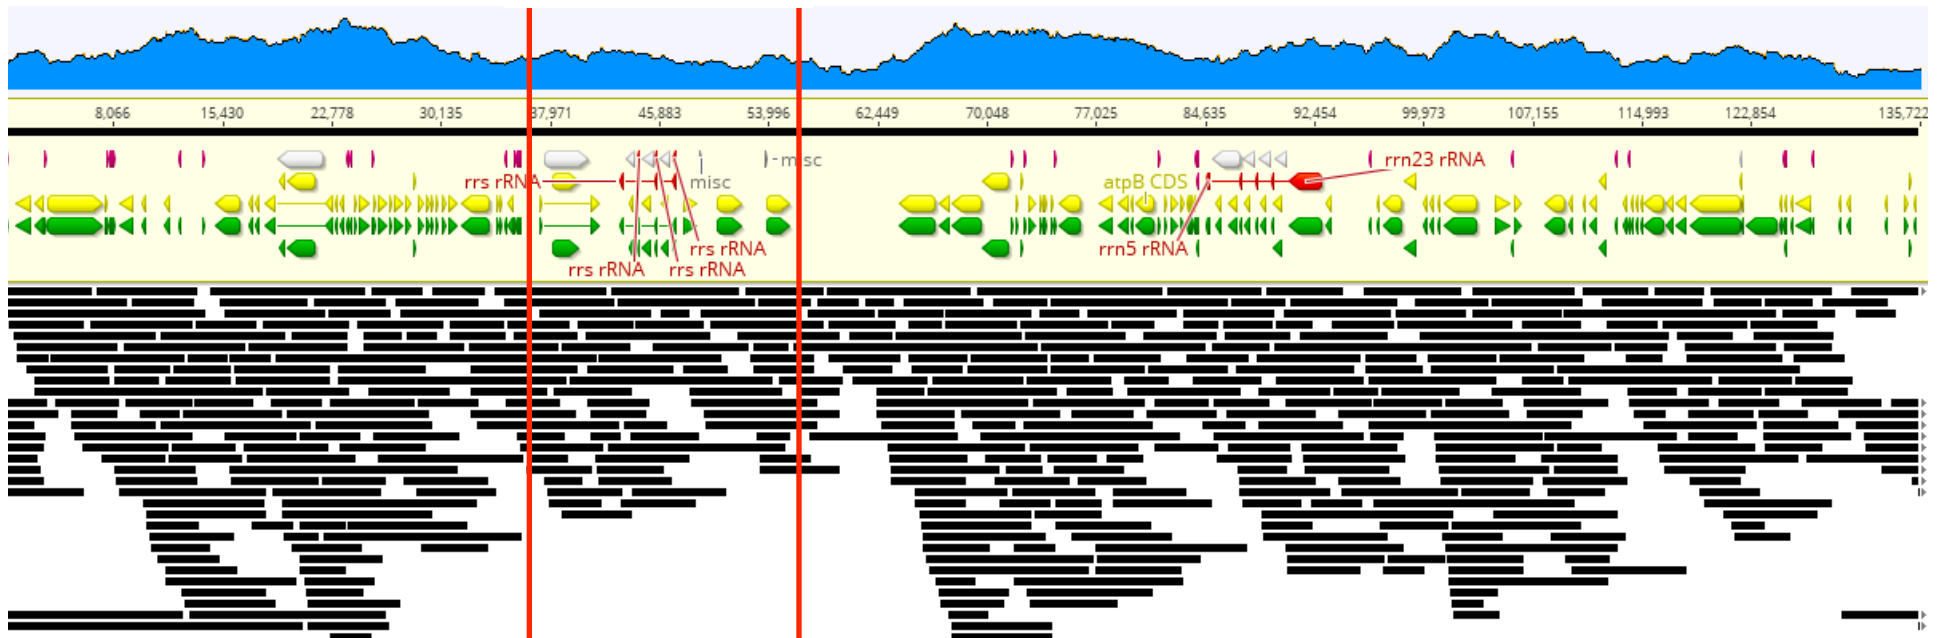 8,066 15,430 22,778 30,135 37,971 45,883 53,996 62,449 70,048 77,025 84,635 92,454 99,973 107,155 114,993 122,854 135,722
misc rrn23 rRNA
rrs rRNA misc atpB CDS
rrs rRNA rrn5 rRNA
rrs rRNA rrs rRNA